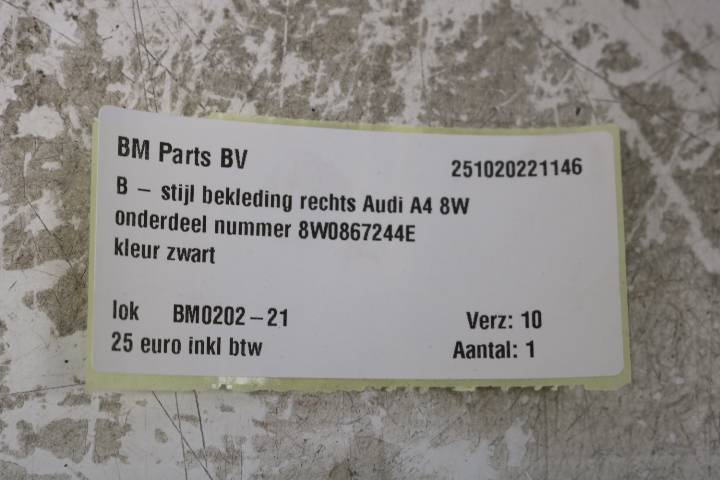 BM Parts BV 251020221146
B - stijl bekleding rechts Audi A4 8W
onderdeel nummer 8W0867244E
kleur zwart
lok BM0202-21 Verz: 10
25 euro inkl btw Aantal: 1